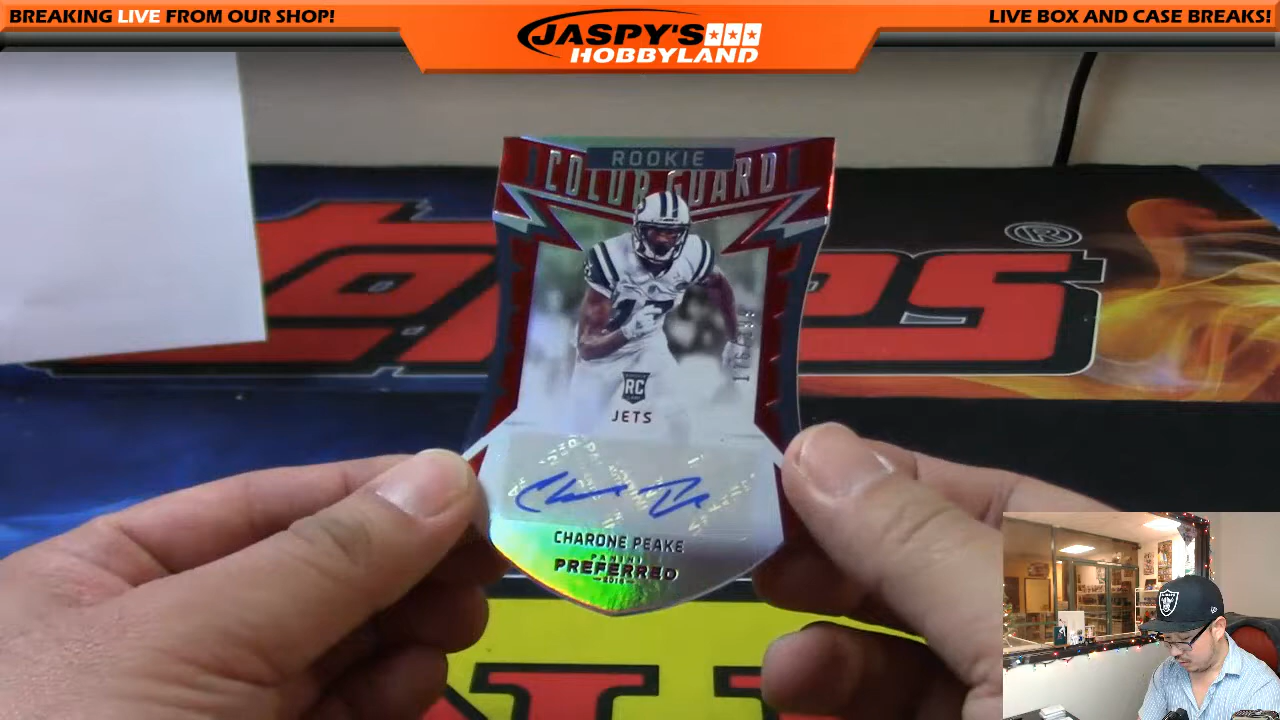 BREAKING LIVE FROM OUR SHOP!
JASPY'S
HOBBYLAND
LIVE BOX AND CASE BREAKS!
ROOKIE
COLOR GUARD
RC
JETS
CHARONE PEAKE
PANINI
PREFERRED
2016